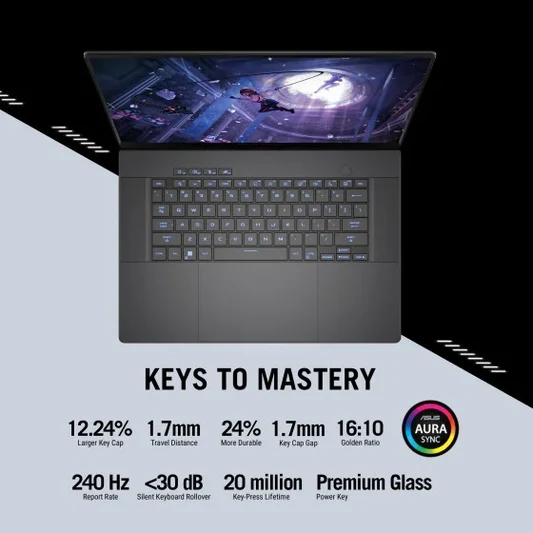 KEYS TO MASTERY
12.24% 1.7mm 24% 1.7mm 16:10
Larger Key Cap Travel Distance More Durable Key Cap Gap Golden Ratio
ASUS
AURA
SYNC
240 Hz <30 dB 20 million Premium Glass
Report Rate Silent Keyboard Rollover Key-Press Lifetime Power Key